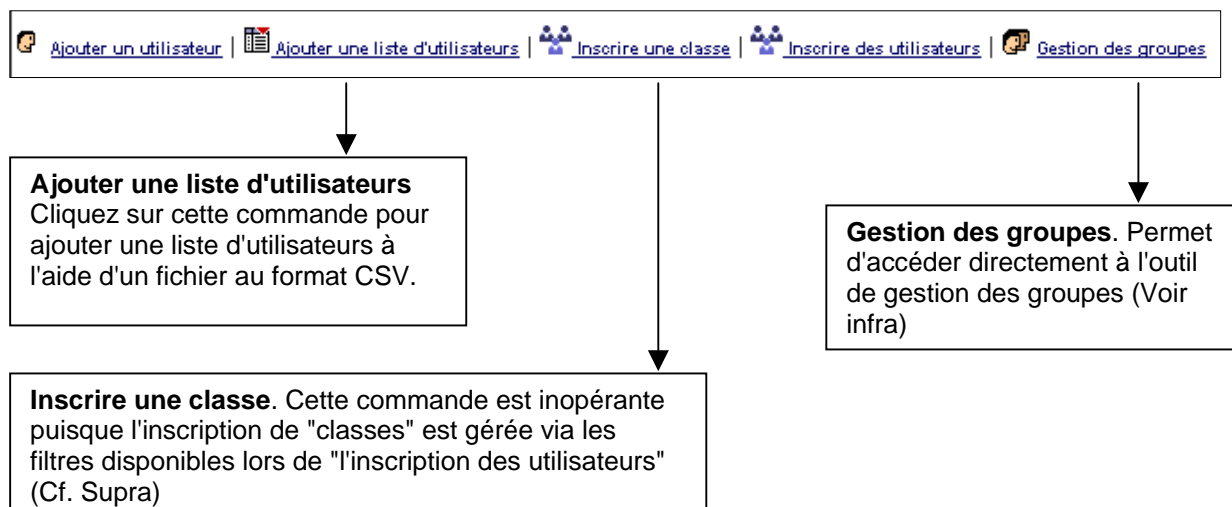 Ajouter un utilisateur | Ajouter une liste d'utilisateurs | Inscrire une classe | Inscrire des utilisateurs | Gestion des groupes
Ajouter une liste d'utilisateurs
Cliquez sur cette commande pour
ajouter une liste d'utilisateurs à
l'aide d'un fichier au format CSV.
Gestion des groupes. Permet
d'accéder directement à l'outil
de gestion des groupes (Voir
infra)
Inscrire une classe. Cette commande est inopérante
puisque l'inscription de "classes" est gérée via les
filtres disponibles lors de "l'inscription des utilisateurs"
(Cf. Supra)